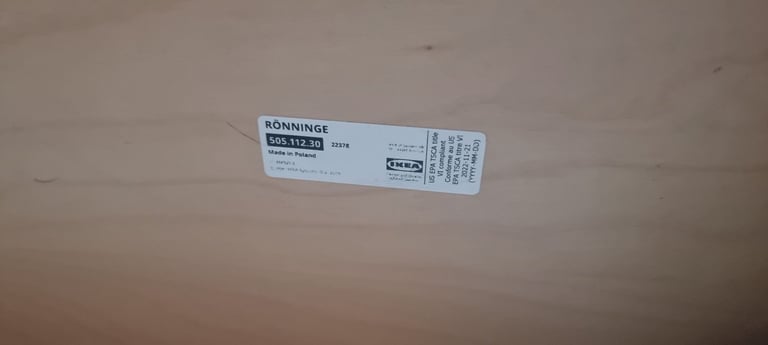 RÖNNINGE
505.112.30 22378
Made in Poland
IKEA
US EPA TSCA title
VI compliant
Conforme au US
EPA TSCA titre VI
2022-11-21
(YYYY-MM-DD)